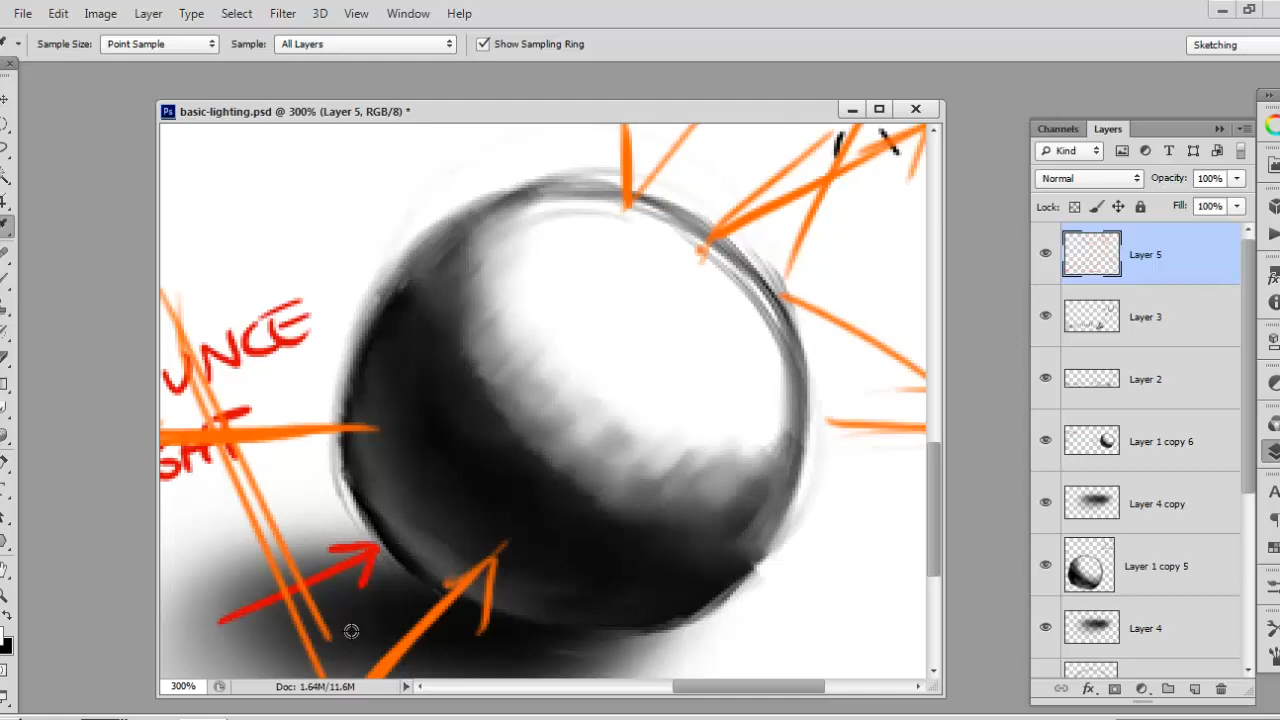 File Edit Image Layer Type Select Filter 3D View Window Help
Sample Size: Point Sample Sample: All Layers Show Sampling Ring Sketching
Ps basic-lighting.psd @ 300% (Layer 5, RGB/8) *
Channels Layers
Kind
Normal Opacity: 100%
Lock: Fill: 100%
Layer 5
Layer 3
Layer 2
Layer 1 copy 6
Layer 4 copy
Layer 1 copy 5
Layer 4
UNCE
300% Doc: 1.64M/11.6M